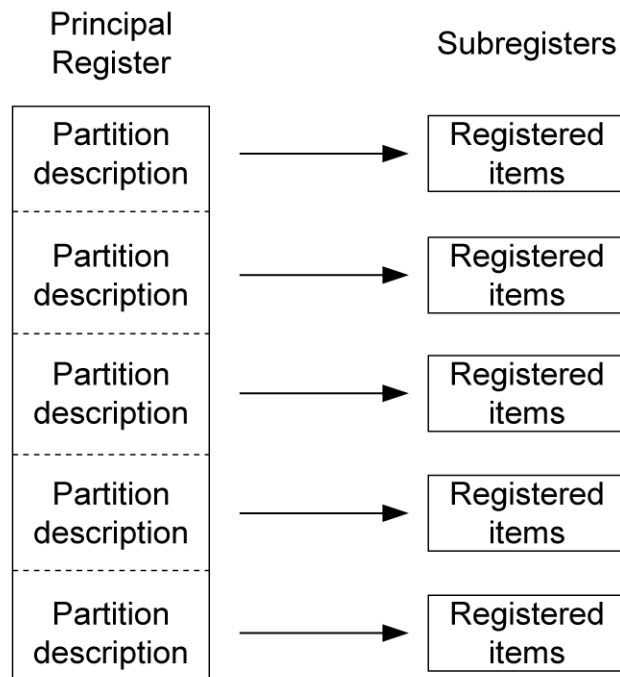 Principal
Register
Subregisters
Partition
description
Registered
items
Partition
description
Registered
items
Partition
description
Registered
items
Partition
description
Registered
items
Partition
description
Registered
items